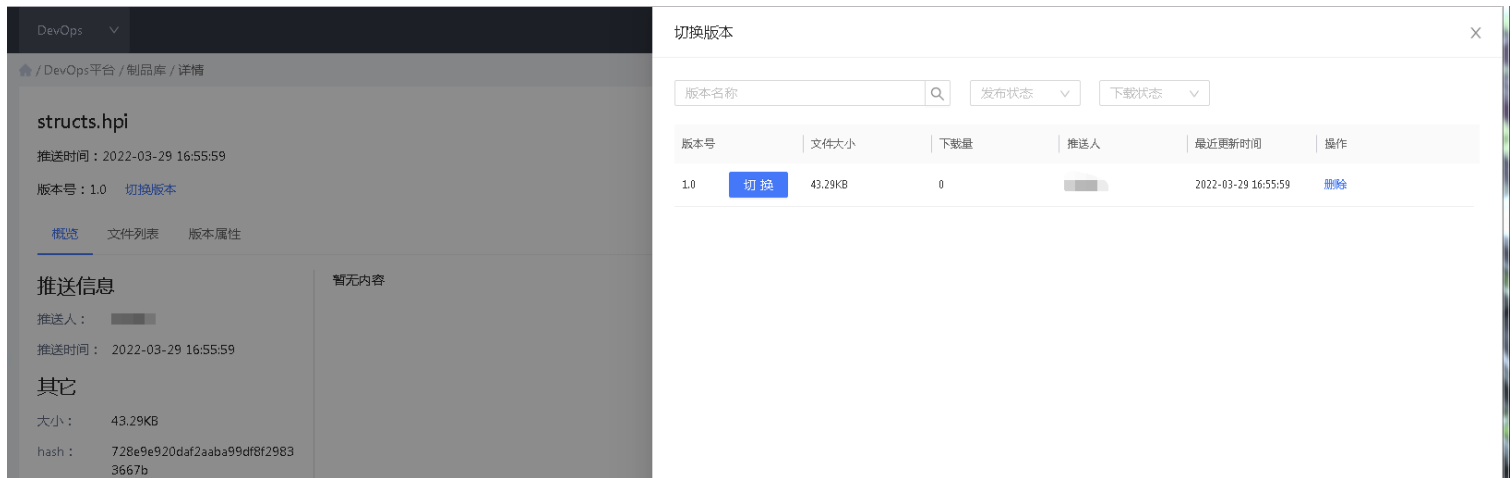 DevOps
/ DevOps平台 / 制品库 / 详情
structs.hpi
推送时间：2022-03-29 16:55:59
版本号：1.0 切换版本
概览 文件列表 版本属性
推送信息
推送人：
推送时间： 2022-03-29 16:55:59
其它
大小： 43.29KB
hash： 728e9e920daf2aaba99df8f2983
3667b
暂无内容
切换版本
版本名称 发布状态 下载状态
版本号 文件大小 下载量 推送人 最近更新时间 操作
1.0 切 换 43.29KB 0 2022-03-29 16:55:59 删除